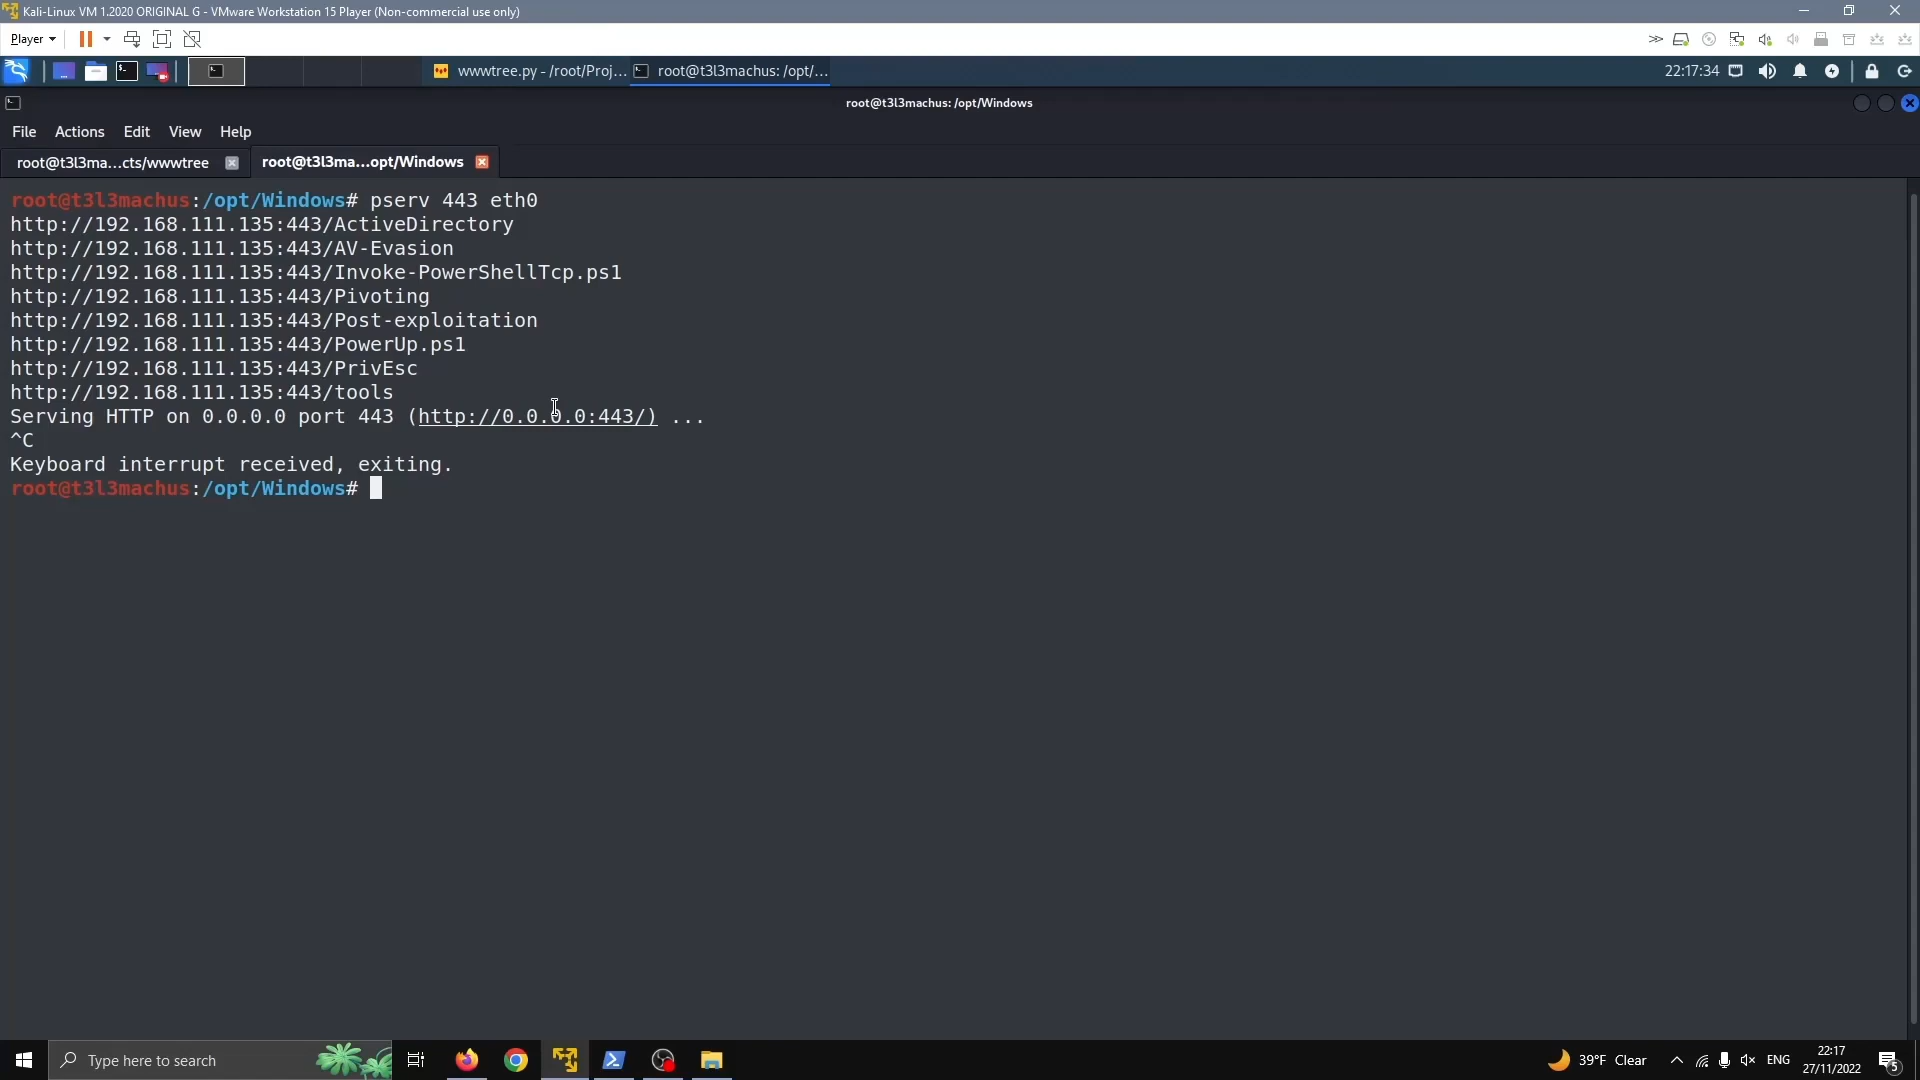 Kali-Linux VM 1.2020 ORIGINAL G - VMware Workstation 15 Player (Non-commercial use only)
Player
wwwtree.py - /root/Proj... root@t3l3machus: /opt/... 22:17:34
root@t3l3machus: /opt/Windows
File Actions Edit View Help
root@t3l3ma...cts/wwwtree root@t3l3ma...opt/Windows
root@t3l3machus:/opt/Windows# pserv 443 eth0
http://192.168.111.135:443/ActiveDirectory
http://192.168.111.135:443/AV-Evasion
http://192.168.111.135:443/Invoke-PowerShellTcp.ps1
http://192.168.111.135:443/Pivoting
http://192.168.111.135:443/Post-exploitation
http://192.168.111.135:443/PowerUp.ps1
http://192.168.111.135:443/PrivEsc
http://192.168.111.135:443/tools
Serving HTTP on 0.0.0.0 port 443 (http://0.0.0.0:443/) ...
^C
Keyboard interrupt received, exiting.
root@t3l3machus:/opt/Windows#
Type here to search 39°F Clear ENG 22:17
27/11/2022 5